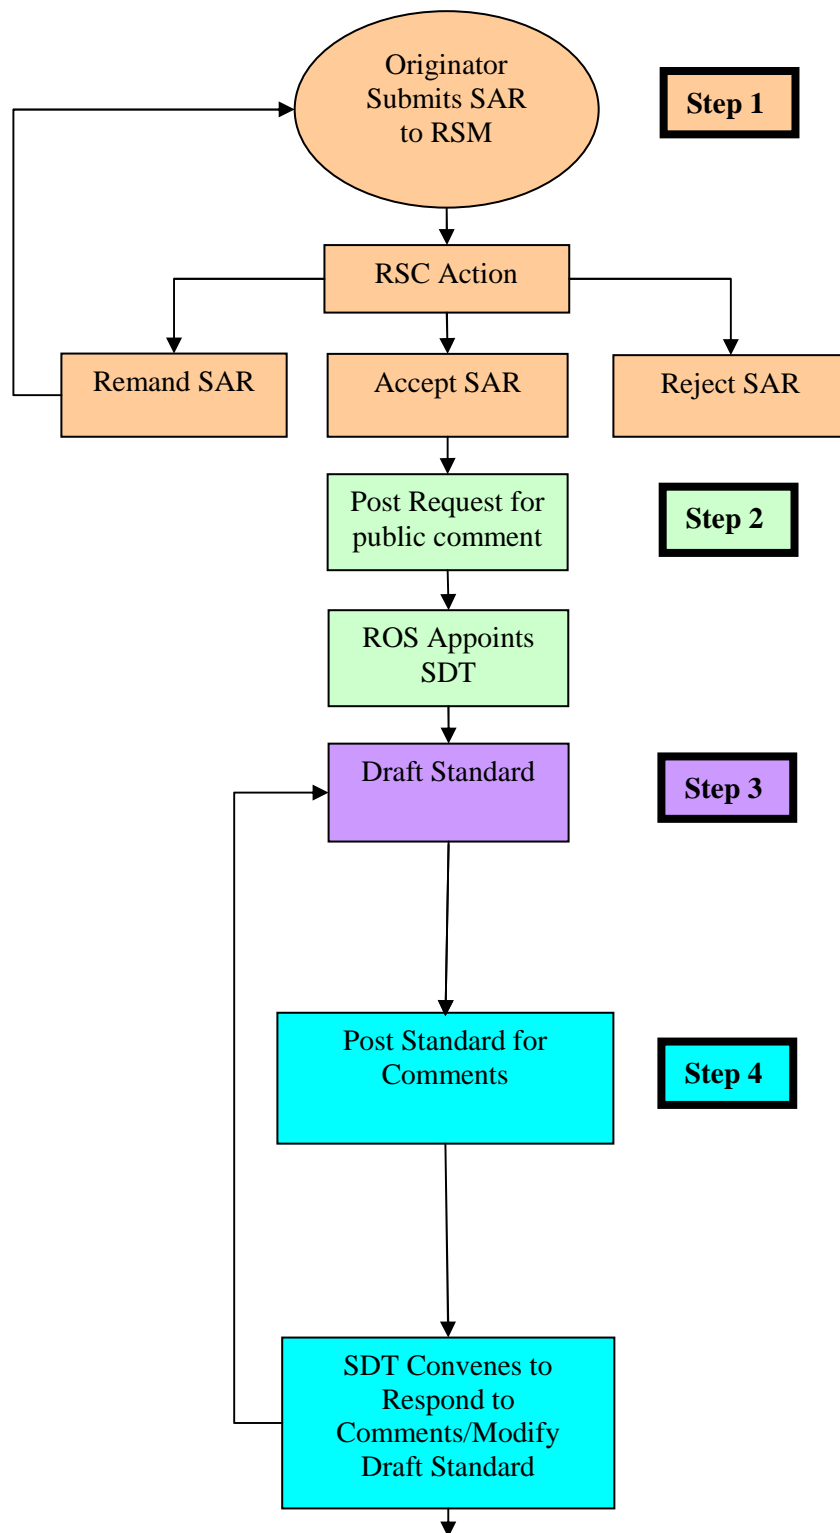 Originator
Submits SAR
to RSM
Step 1
RSC Action
Remand SAR
Accept SAR
Reject SAR
Post Request for
public comment
Step 2
ROS Appoints
SDT
Draft Standard
Step 3
Post Standard for
Comments
Step 4
SDT Convenes to
Respond to
Comments/Modify
Draft Standard